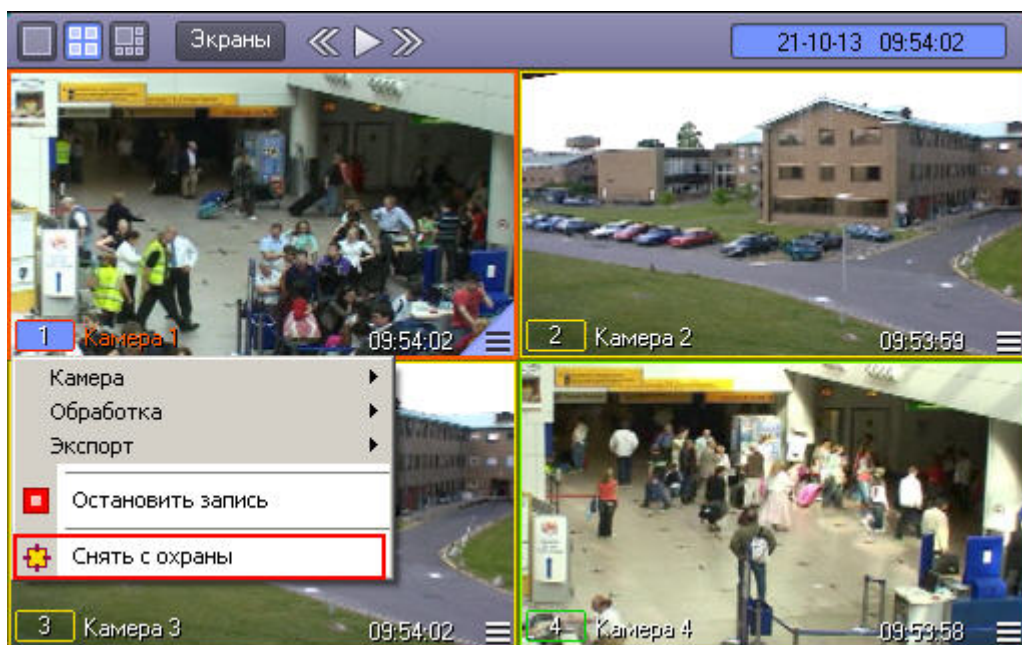 Экраны
21-10-13 09:54:02
1 Камера 1 09:54:02
2 Камера 2 09:53:59
Камера
Обработка
Экспорт
Остановить запись
Снять с охраны
3 Камера 3 09:54:02
4 Камера 4 09:53:58